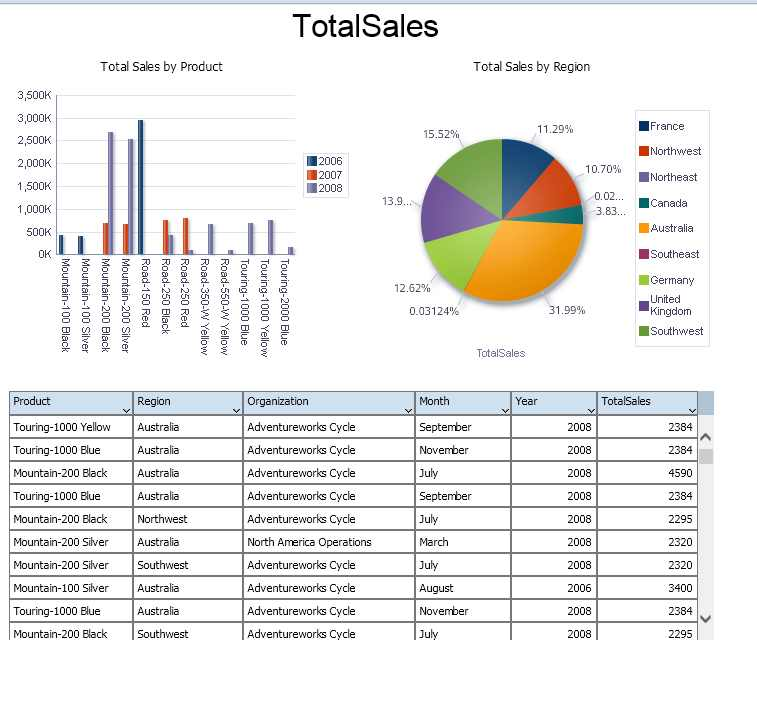 TotalSales
Total Sales by Product
Total Sales by Region
3,500K
3,000K
2,500K
2,000K
1,500K
1,000K
500K
0K
Mountain-100 Black
Mountain-100 Silver
Mountain-200 Black
Mountain-200 Silver
Road-150 Red
Road-250 Black
Road-250 Red
Road-350-W Yellow
Road-550-W Yellow
Touring-1000 Blue
Touring-1000 Yellow
Touring-2000 Blue
2006
2007
2008
15.52%
11.29%
10.70%
0.02...
3.83...
13.9...
12.62%
0.03124%
31.99%
TotalSales
France
Northwest
Northeast
Canada
Australia
Southeast
Germany
United
Kingdom
Southwest
Product Region Organization Month Year TotalSales
Touring-1000 Yellow Australia Adventureworks Cycle September 2008 2384
Touring-1000 Blue Australia Adventureworks Cycle November 2008 2384
Mountain-200 Black Australia Adventureworks Cycle July 2008 4590
Touring-1000 Blue Australia Adventureworks Cycle September 2008 2384
Mountain-200 Black Northwest Adventureworks Cycle July 2008 2295
Mountain-200 Silver Australia North America Operations March 2008 2320
Mountain-200 Silver Southwest Adventureworks Cycle July 2008 2320
Mountain-100 Silver Australia Adventureworks Cycle August 2006 3400
Touring-1000 Blue Australia Adventureworks Cycle November 2008 2384
Mountain-200 Black Southwest Adventureworks Cycle July 2008 2295